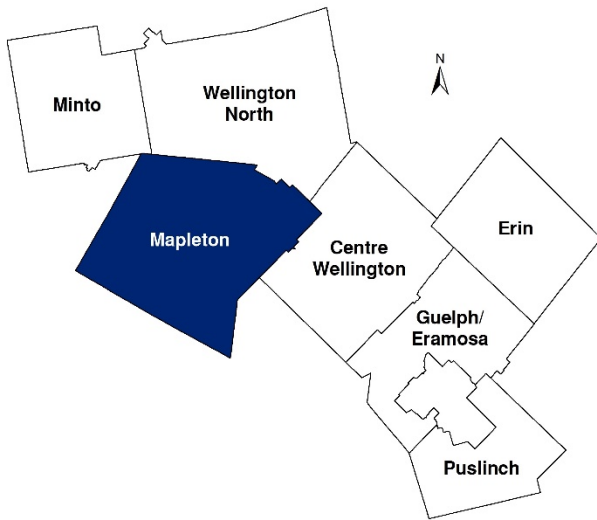 N
Wellington
North
Minto
Mapleton
Centre
Wellington
Erin
Guelph/
Eramosa
Puslinch